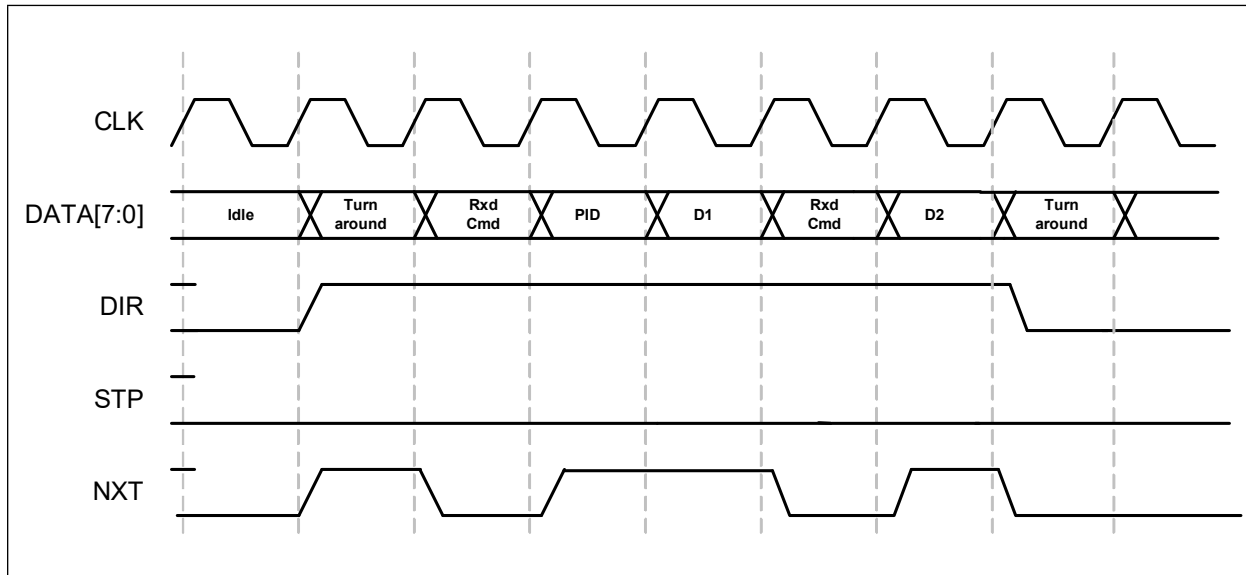 CLK
DATA[7:0]
Idle
Turn
around
Rxd
Cmd
PID
D1
Rxd
Cmd
D2
Turn
around
DIR
STP
NXT